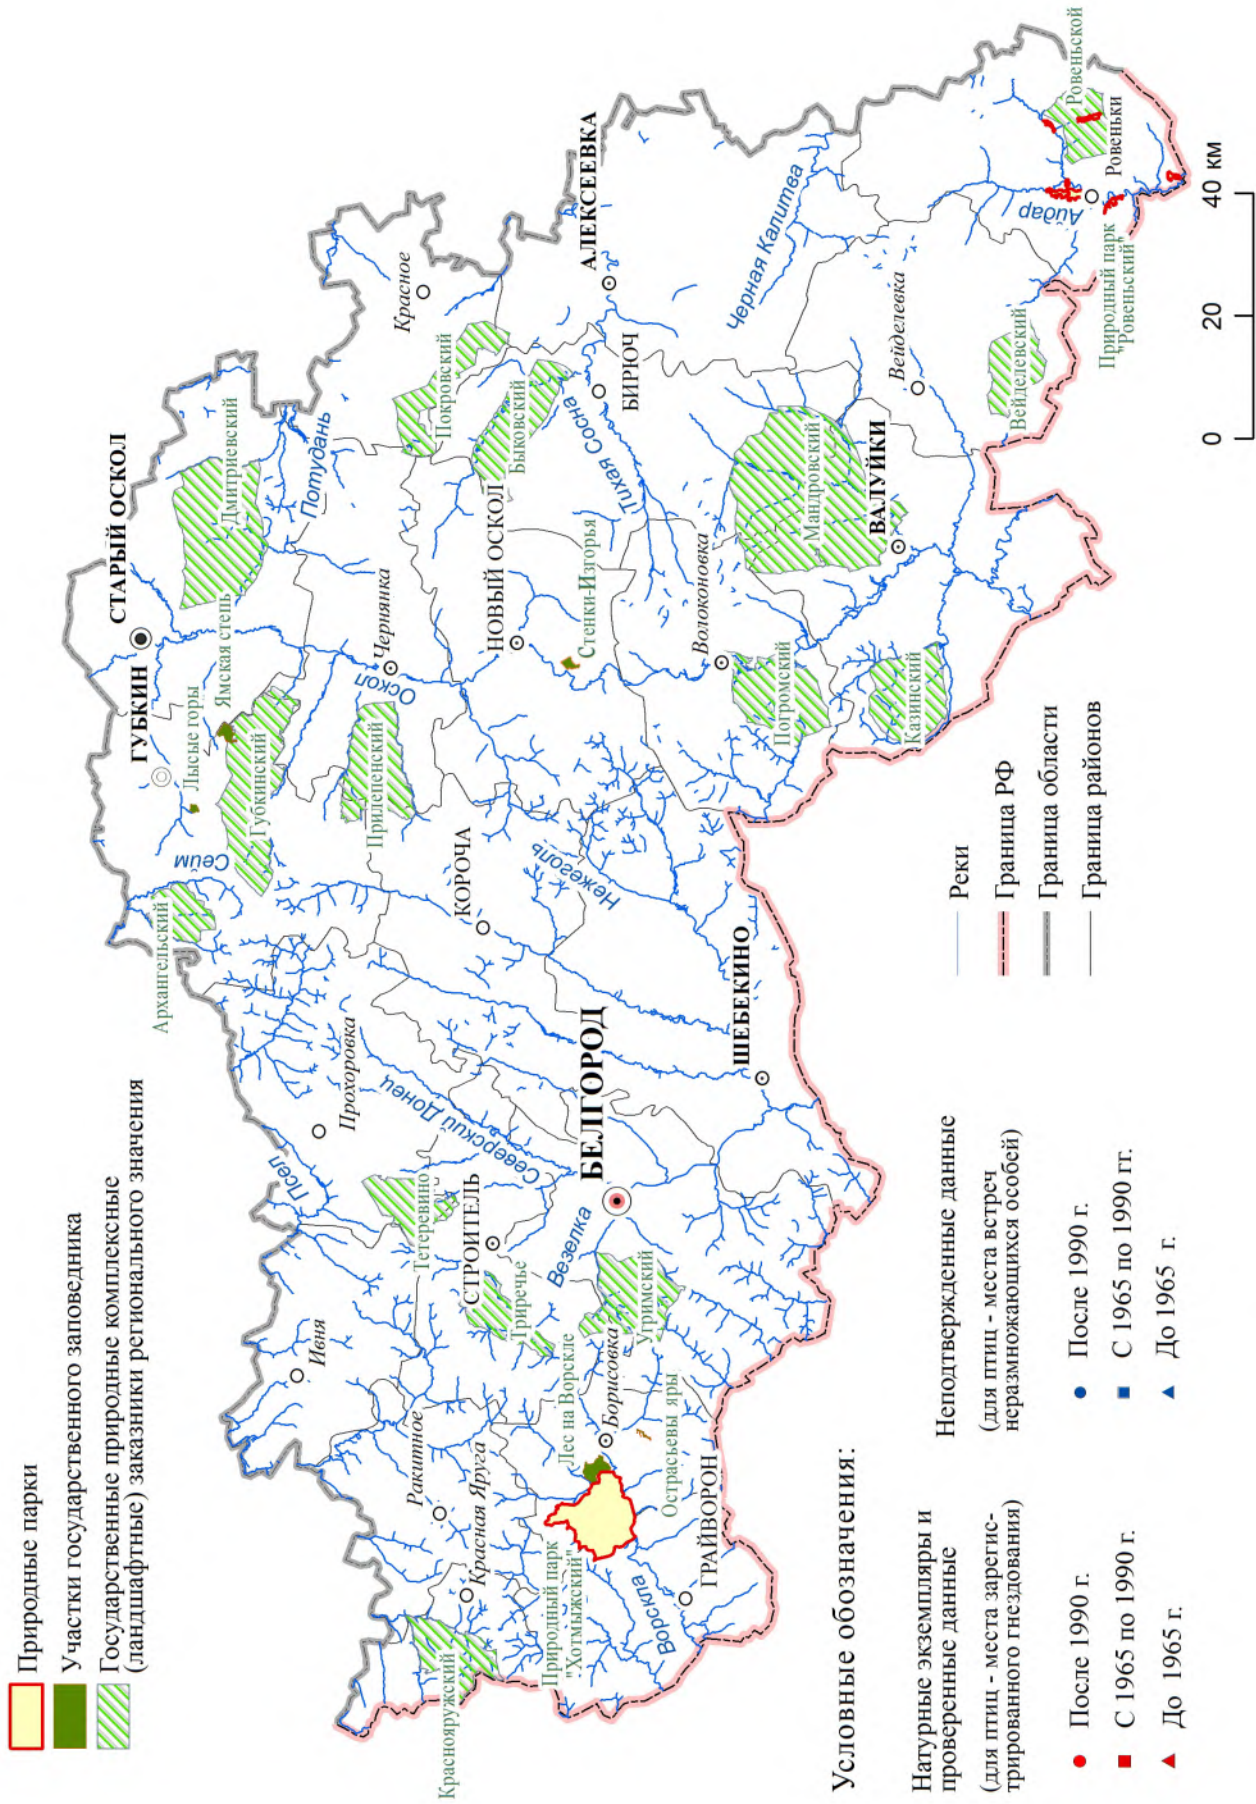 Природные парки
Участки государственного заповедника
Государственные природные комплексные
(ландшафтные) заказники регионального значения
СТАРЫЙ ОСКОЛ
ГУБКИН
Лысые горы
Ямская степь
Дмитриевский
Потудань
Губкинский
Сейм
Архангельский
Красное
Покровский
Чернянка
Оскол
Прилепенский
Быковский
НОВЫЙ ОСКОЛ
Стенки-Изгорья
Тихая Сосна
БИРЮЧ
АЛЕКСЕЕВКА
КОРОЧА
Нежеголь
Прохоровка
Псел
Северский Донец
Тетеревино
СТРОИТЕЛЬ
Триречье
Везелка
БЕЛГОРОД
ШЕБЕКИНО
Ивня
Ракитное
Красная Яруга
Краснояружский
Лес на Ворскле
Борисовка
Угримский
Острасьевы яры
Природный парк
"Хотмыжский"
Ворскла
ГРАЙВОРОН
Волоконовка
Погромский
Казинский
Мандровский
ВАЛУЙКИ
Черная Калитва
Вейделевка
Вейделевский
Айдар
Природный парк
"Ровеньский"
Ровеньки
Ровеньской
0
20
40 км
Условные обозначения:
Натурные экземпляры и
проверенные данные
(для птиц - места зарегис-
трированного гнездования)
После 1990 г.
С 1965 по 1990 г.
До 1965 г.
Неподтвержденные данные
(для птиц - места встреч
неразмножающихся особей)
После 1990 г.
С 1965 по 1990 гг.
До 1965 г.
Реки
Граница РФ
Граница области
Граница районов